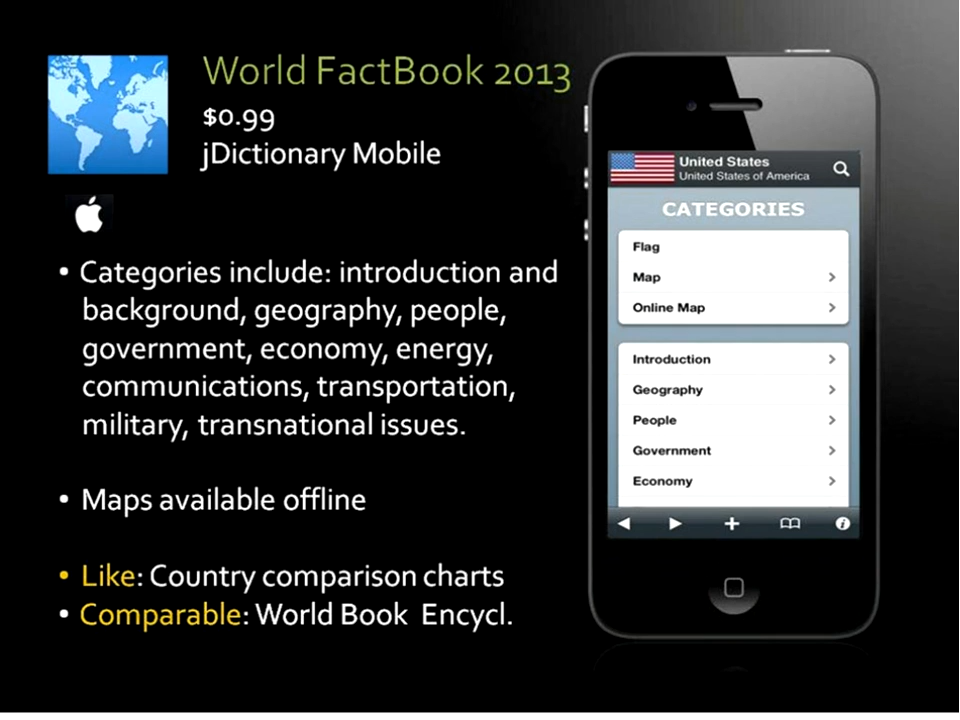 World FactBook 2013
$0.99
jDictionary Mobile
• Categories include: introduction and
background, geography, people,
government, economy, energy,
communications, transportation,
military, transnational issues.
• Maps available offline
• Like: Country comparison charts
• Comparable: World Book Encycl.
United States
United States of America
CATEGORIES
Flag
Map
Online Map
Introduction
Geography
People
Government
Economy